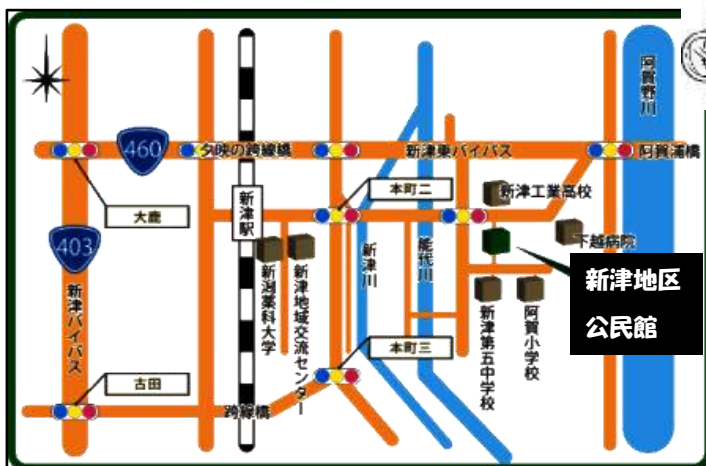 阿賀野川
460
夕映の跨線橋
新津東バイパス
阿賀浦橋
大鹿
本町二
新津工業高校
新津駅
下越病院
403
新津バイパス
新潟薬科大学
新津地域交流センター
新津川
能代川
新津地区
公民館
新津第五中学校
阿賀小学校
本町三
古田
跨線橋